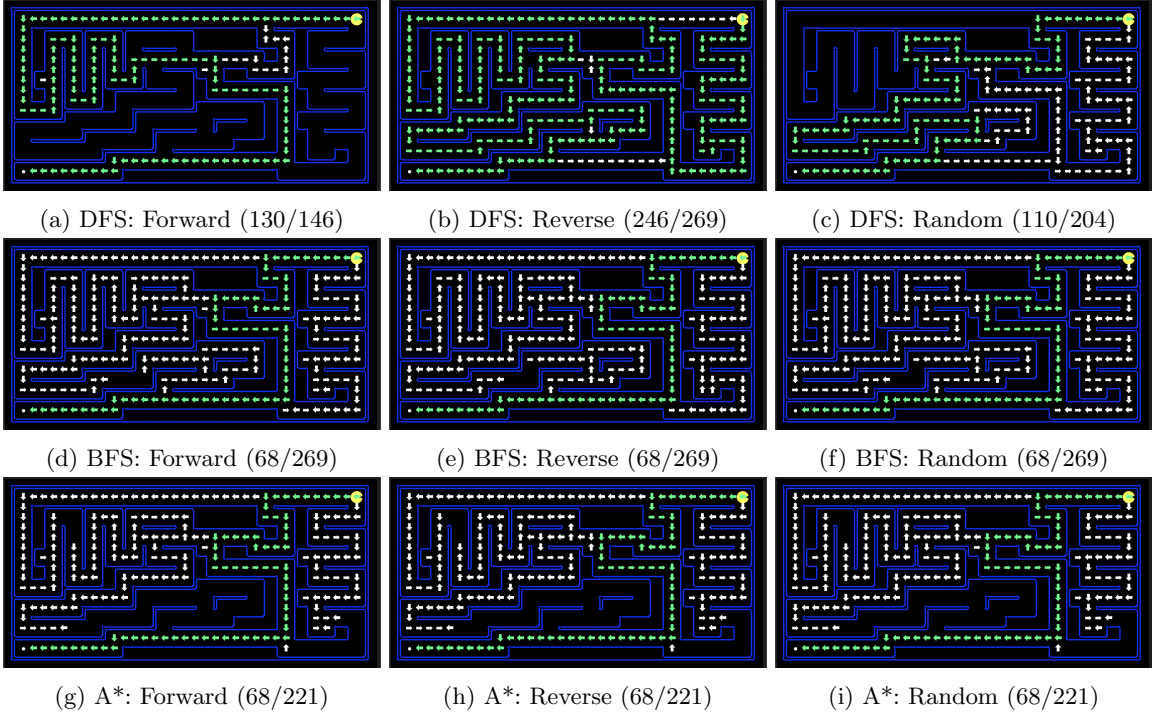 (a) DFS: Forward (130/146)
(b) DFS: Reverse (246/269)
(c) DFS: Random (110/204)
(d) BFS: Forward (68/269)
(e) BFS: Reverse (68/269)
(f) BFS: Random (68/269)
(g) A*: Forward (68/221)
(h) A*: Reverse (68/221)
(i) A*: Random (68/221)